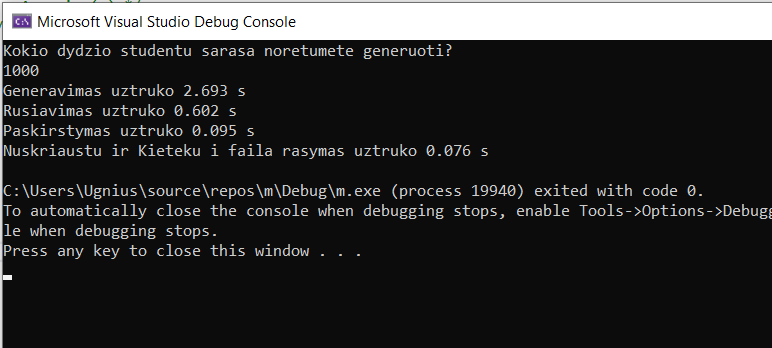 Microsoft Visual Studio Debug Console
Kokio dydzio studentu sarasa noretumete generuoti?
1000
Generavimas uztruko 2.693 s
Rusiavimas uztruko 0.602 s
Paskirstymas uztruko 0.095 s
Nuskriaustu ir Kieteku i faila rasymas uztruko 0.076 s
C:\Users\Ugnius\source\repos\m\Debug\m.exe (process 19940) exited with code 0.
To automatically close the console when debugging stops, enable Tools->Options->Debugg
le when debugging stops.
Press any key to close this window . . .